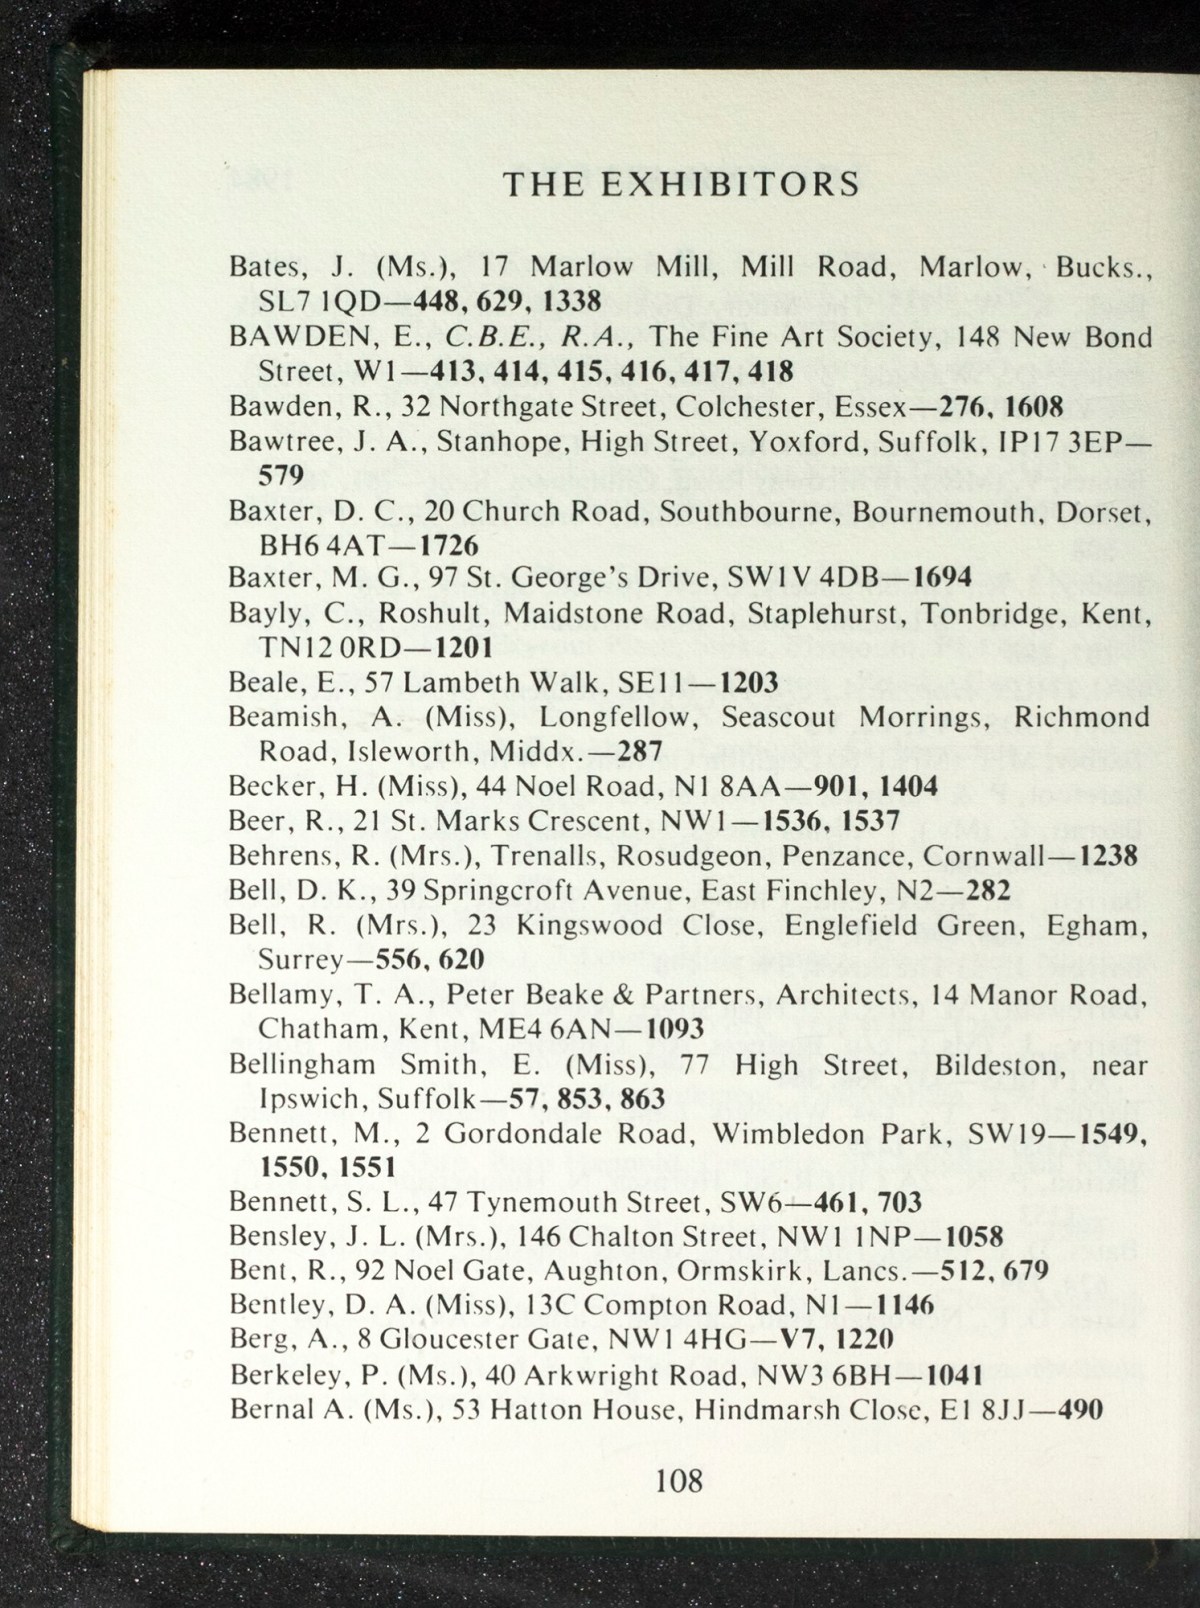 THE EXHIBITORS
Bates, J. (Ms.), 17 Marlow Mill, Mill Road, Marlow, Bucks.,
SL7 1QD—448, 629, 1338
BAWDEN, E., C.B.E., R.A., The Fine Art Society, 148 New Bond
Street, W1—413, 414, 415, 416, 417, 418
Bawden, R., 32 Northgate Street, Colchester, Essex—276, 1608
Bawtree, J. A., Stanhope, High Street, Yoxford, Suffolk, IP17 3EP—
579
Baxter, D. C., 20 Church Road, Southbourne, Bournemouth, Dorset,
BH6 4AT—1726
Baxter, M. G., 97 St. George's Drive, SW1V 4DB—1694
Bayly, C., Roshult, Maidstone Road, Staplehurst, Tonbridge, Kent,
TN12 0RD—1201
Beale, E., 57 Lambeth Walk, SE11—1203
Beamish, A. (Miss), Longfellow, Seascout Morrings, Richmond
Road, Isleworth, Middx.—287
Becker, H. (Miss), 44 Noel Road, N1 8AA—901, 1404
Beer, R., 21 St. Marks Crescent, NW1—1536, 1537
Behrens, R. (Mrs.), Trenalls, Rosudgeon, Penzance, Cornwall—1238
Bell, D. K., 39 Springcroft Avenue, East Finchley, N2—282
Bell, R. (Mrs.), 23 Kingswood Close, Englefield Green, Egham,
Surrey—556, 620
Bellamy, T. A., Peter Beake & Partners, Architects, 14 Manor Road,
Chatham, Kent, ME4 6AN—1093
Bellingham Smith, E. (Miss), 77 High Street, Bildeston, near
Ipswich, Suffolk—57, 853, 863
Bennett, M., 2 Gordondale Road, Wimbledon Park, SW19—1549,
1550, 1551
Bennett, S. L., 47 Tynemouth Street, SW6—461, 703
Bensley, J. L. (Mrs.), 146 Chalton Street, NW1 1NP—1058
Bent, R., 92 Noel Gate, Aughton, Ormskirk, Lancs.—512, 679
Bentley, D. A. (Miss), 13C Compton Road, N1—1146
Berg, A., 8 Gloucester Gate, NW1 4HG—V7, 1220
Berkeley, P. (Ms.), 40 Arkwright Road, NW3 6BH—1041
Bernal A. (Ms.), 53 Hatton House, Hindmarsh Close, E1 8JJ—490
108